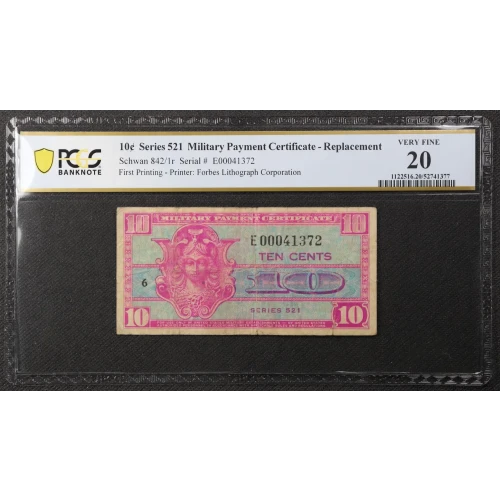 PCGS
BANKNOTE
10¢ Series 521 Military Payment Certificate - Replacement
Schwan 842/1r Serial # E00041372
First Printing - Printer: Forbes Lithograph Corporation
VERY FINE
20
1122516.20/52741377
10 MILITARY PAYMENT CERTIFICATE 10
E00041372
TEN CENTS
6
10
SERIES 521
10 10